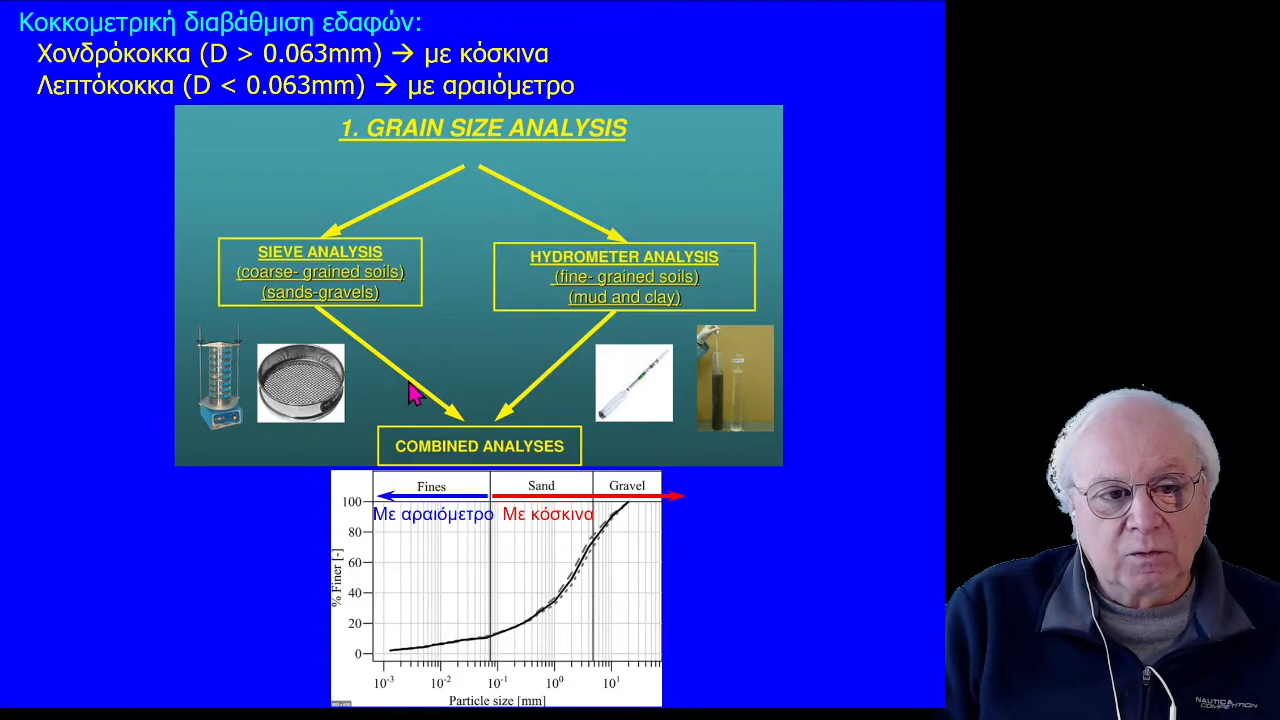 Κοκκομετρική διαβάθμιση εδαφών:
Χονδρόκοκκα (D > 0.063mm) → με κόσκινα
Λεπτόκοκκα (D < 0.063mm) → με αραιόμετρο
1. GRAIN SIZE ANALYSIS
SIEVE ANALYSIS
(coarse- grained soils)
(sands-gravels)
HYDROMETER ANALYSIS
(fine- grained soils)
(mud and clay)
COMBINED ANALYSES
Fines Sand Gravel
Με αραιόμετρο Με κόσκινα
% Finer [-]
100
80
60
40
20
0
10⁻³ 10⁻² 10⁻¹ 10⁰ 10¹
Particle size [mm]
NAUTICA
COMPETITION